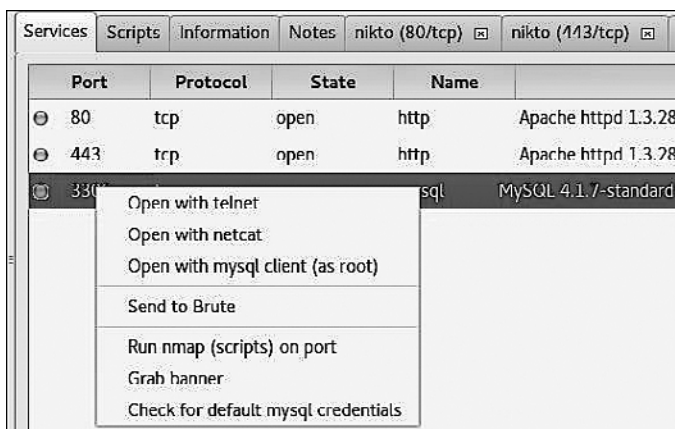 Services Scripts Information Notes nikto (80/tcp) nikto (443/tcp)
Port Protocol State Name
80 tcp open http Apache httpd 1.3.28
443 tcp open http Apache httpd 1.3.28
330 sql MySQL 4.1.7-standard
Open with telnet
Open with netcat
Open with mysql client (as root)
Send to Brute
Run nmap (scripts) on port
Grab banner
Check for default mysql credentials